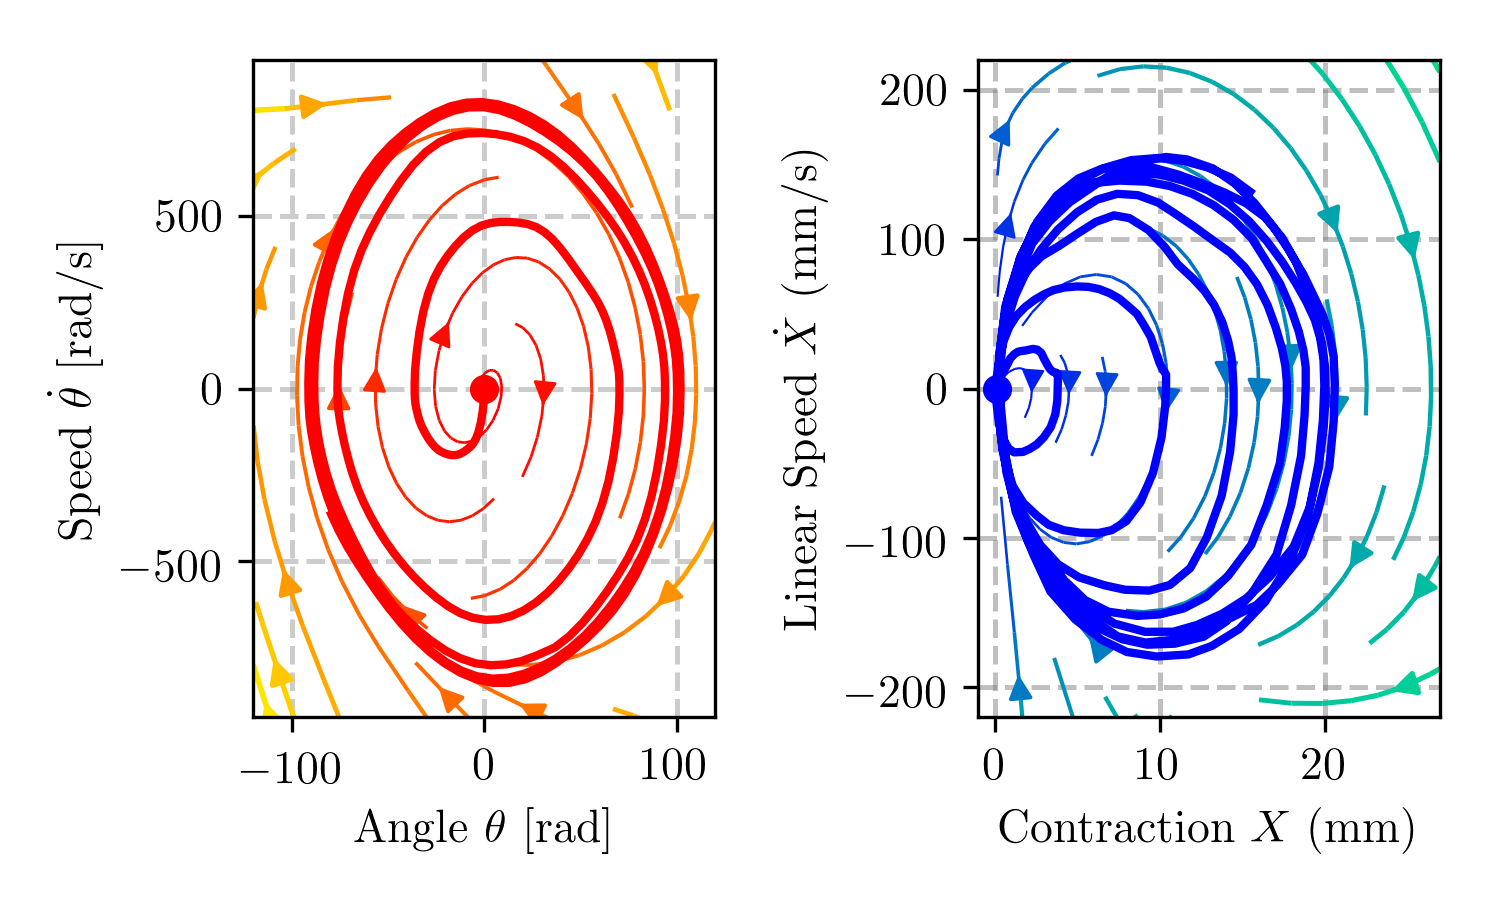 Speed θ̇ [rad/s]
500
0
−500
−100 0 100
Angle θ [rad]
Linear Speed Ẋ (mm/s)
200
100
0
−100
−200
0 10 20
Contraction X (mm)